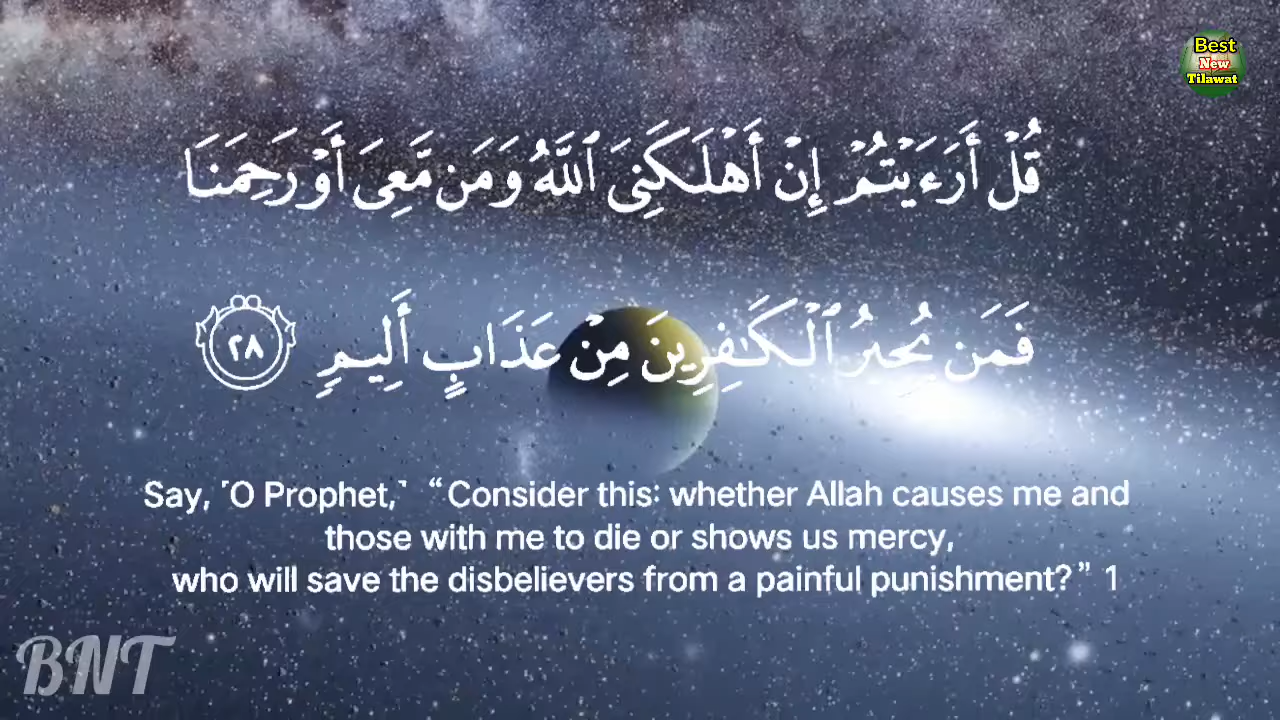 Best
New
Tilawat
قُلْ أَرَءَيْتُمْ إِنْ أَهْلَكَنِىَ ٱللَّهُ وَمَن مَّعِىَ أَوْ رَحِمَنَا
فَمَن يُجِيرُ ٱلْكَـٰفِرِينَ مِنْ عَذَابٍ أَلِيمٍ ٢٨
Say, ˹O Prophet,˺ “Consider this: whether Allah causes me and
those with me to die or shows us mercy,
who will save the disbelievers from a painful punishment?” 1
BNT